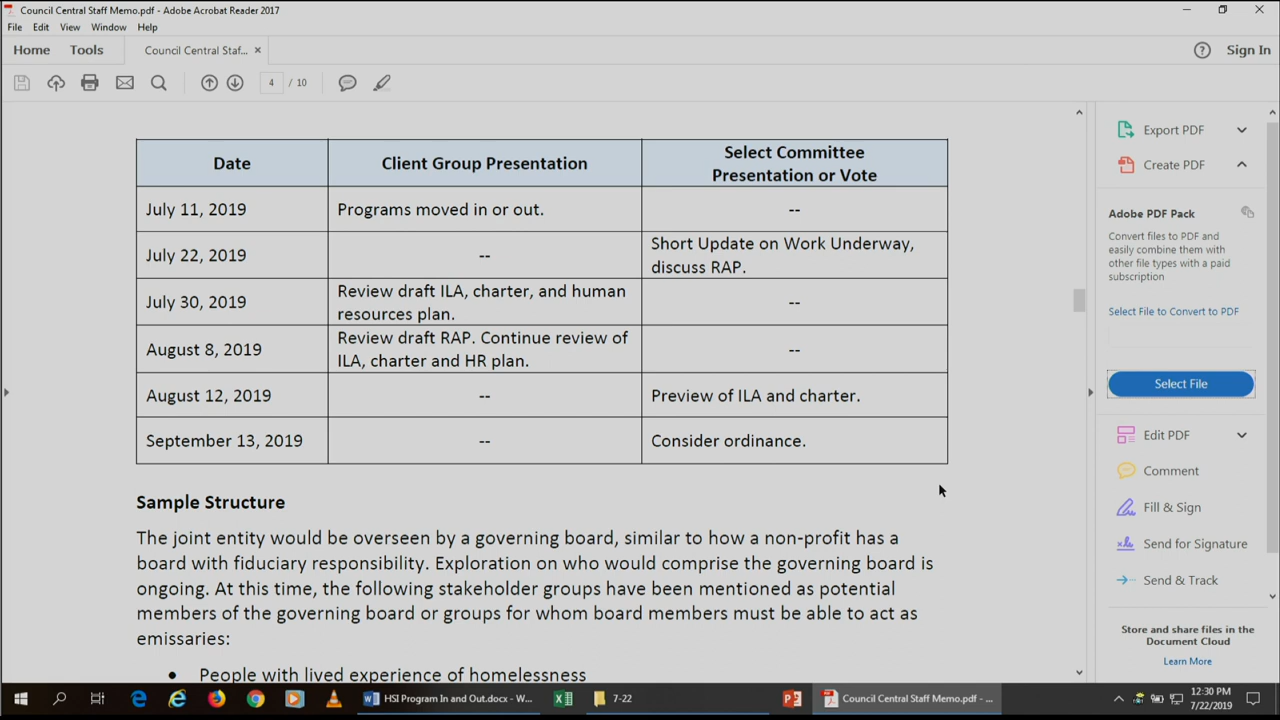 Council Central Staff Memo.pdf - Adobe Acrobat Reader 2017
File Edit View Window Help
Home Tools Council Central Staf... × Sign In
4 / 10
Date Client Group Presentation Select Committee
Presentation or Vote
July 11, 2019 Programs moved in or out. --
July 22, 2019 -- Short Update on Work Underway,
discuss RAP.
July 30, 2019 Review draft ILA, charter, and human
resources plan. --
August 8, 2019 Review draft RAP. Continue review of
ILA, charter and HR plan. --
August 12, 2019 -- Preview of ILA and charter.
September 13, 2019 -- Consider ordinance.
Sample Structure
The joint entity would be overseen by a governing board, similar to how a non-profit has a
board with fiduciary responsibility. Exploration on who would comprise the governing board is
ongoing. At this time, the following stakeholder groups have been mentioned as potential
members of the governing board or groups for whom board members must be able to act as
emissaries:
• People with lived experience of homelessness
Export PDF
Create PDF
Adobe PDF Pack
Convert files to PDF and
easily combine them with
other file types with a paid
subscription
Select File to Convert to PDF
Select File
Edit PDF
Comment
Fill & Sign
Send for Signature
Send & Track
Store and share files in the
Document Cloud
Learn More
HSI Program In and Out.docx - W... 7-22 Council Central Staff Memo.pdf - ... 12:30 PM
7/22/2019